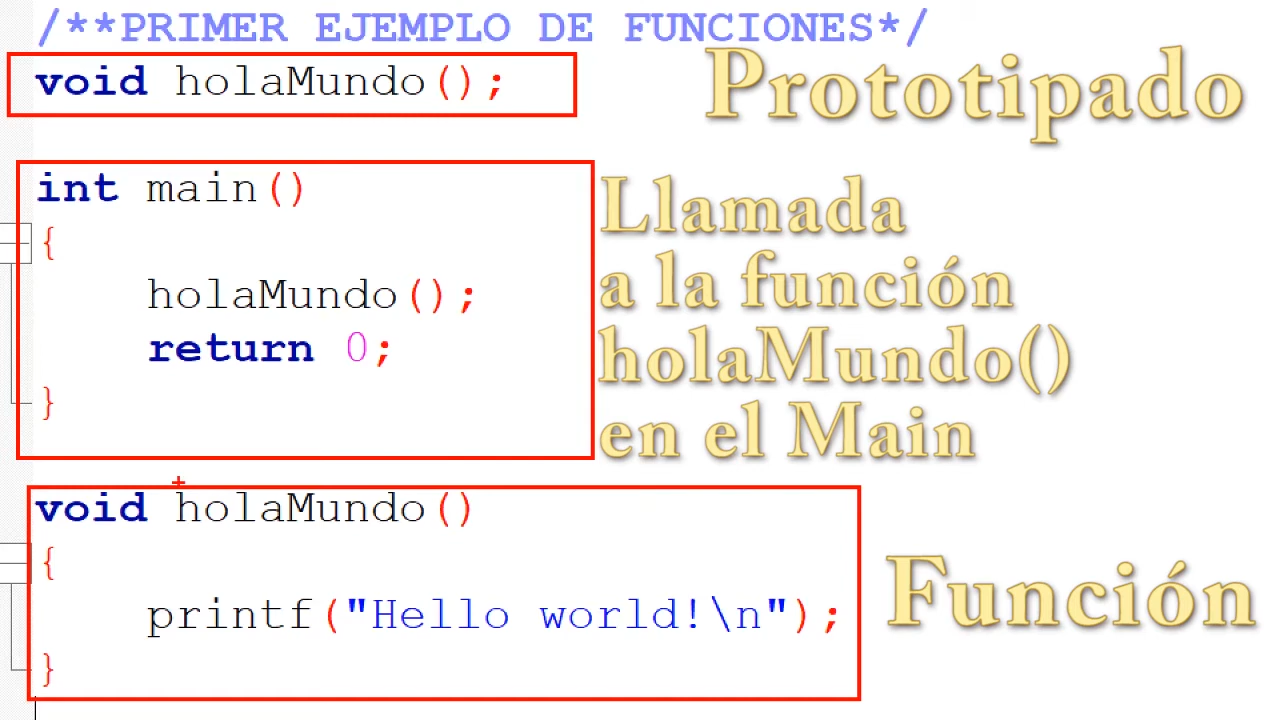 /**PRIMER EJEMPLO DE FUNCIONES*/
void holaMundo();
Prototipado
int main()
{
holaMundo();
return 0;
}
Llamada
a la función
holaMundo()
en el Main
void holaMundo()
{
printf("Hello world!\n");
}
Función